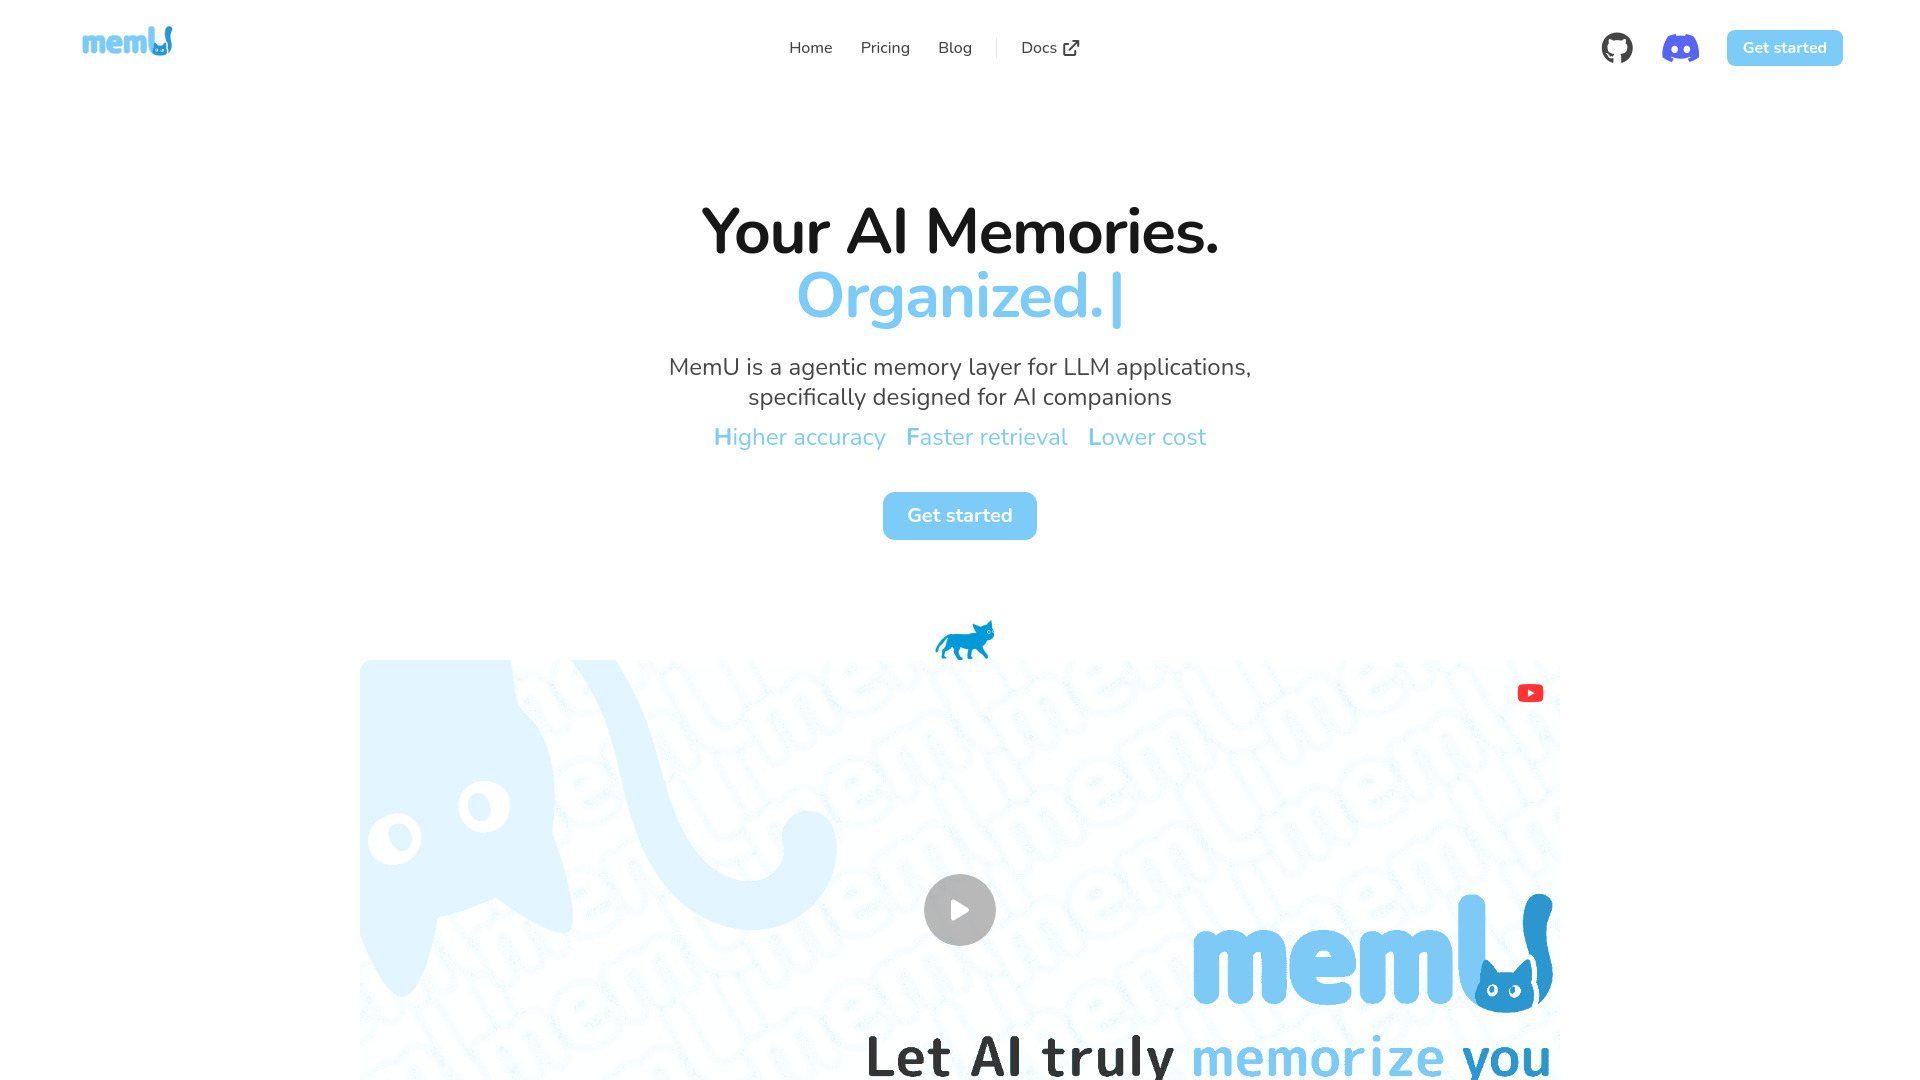 memU
Home
Pricing
Blog
Docs
Get started
Your AI Memories.
Organized.|
MemU is a agentic memory layer for LLM applications,
specifically designed for AI companions
Higher accuracy Faster retrieval Lower cost
Get started
memU
Let AI truly memorize you